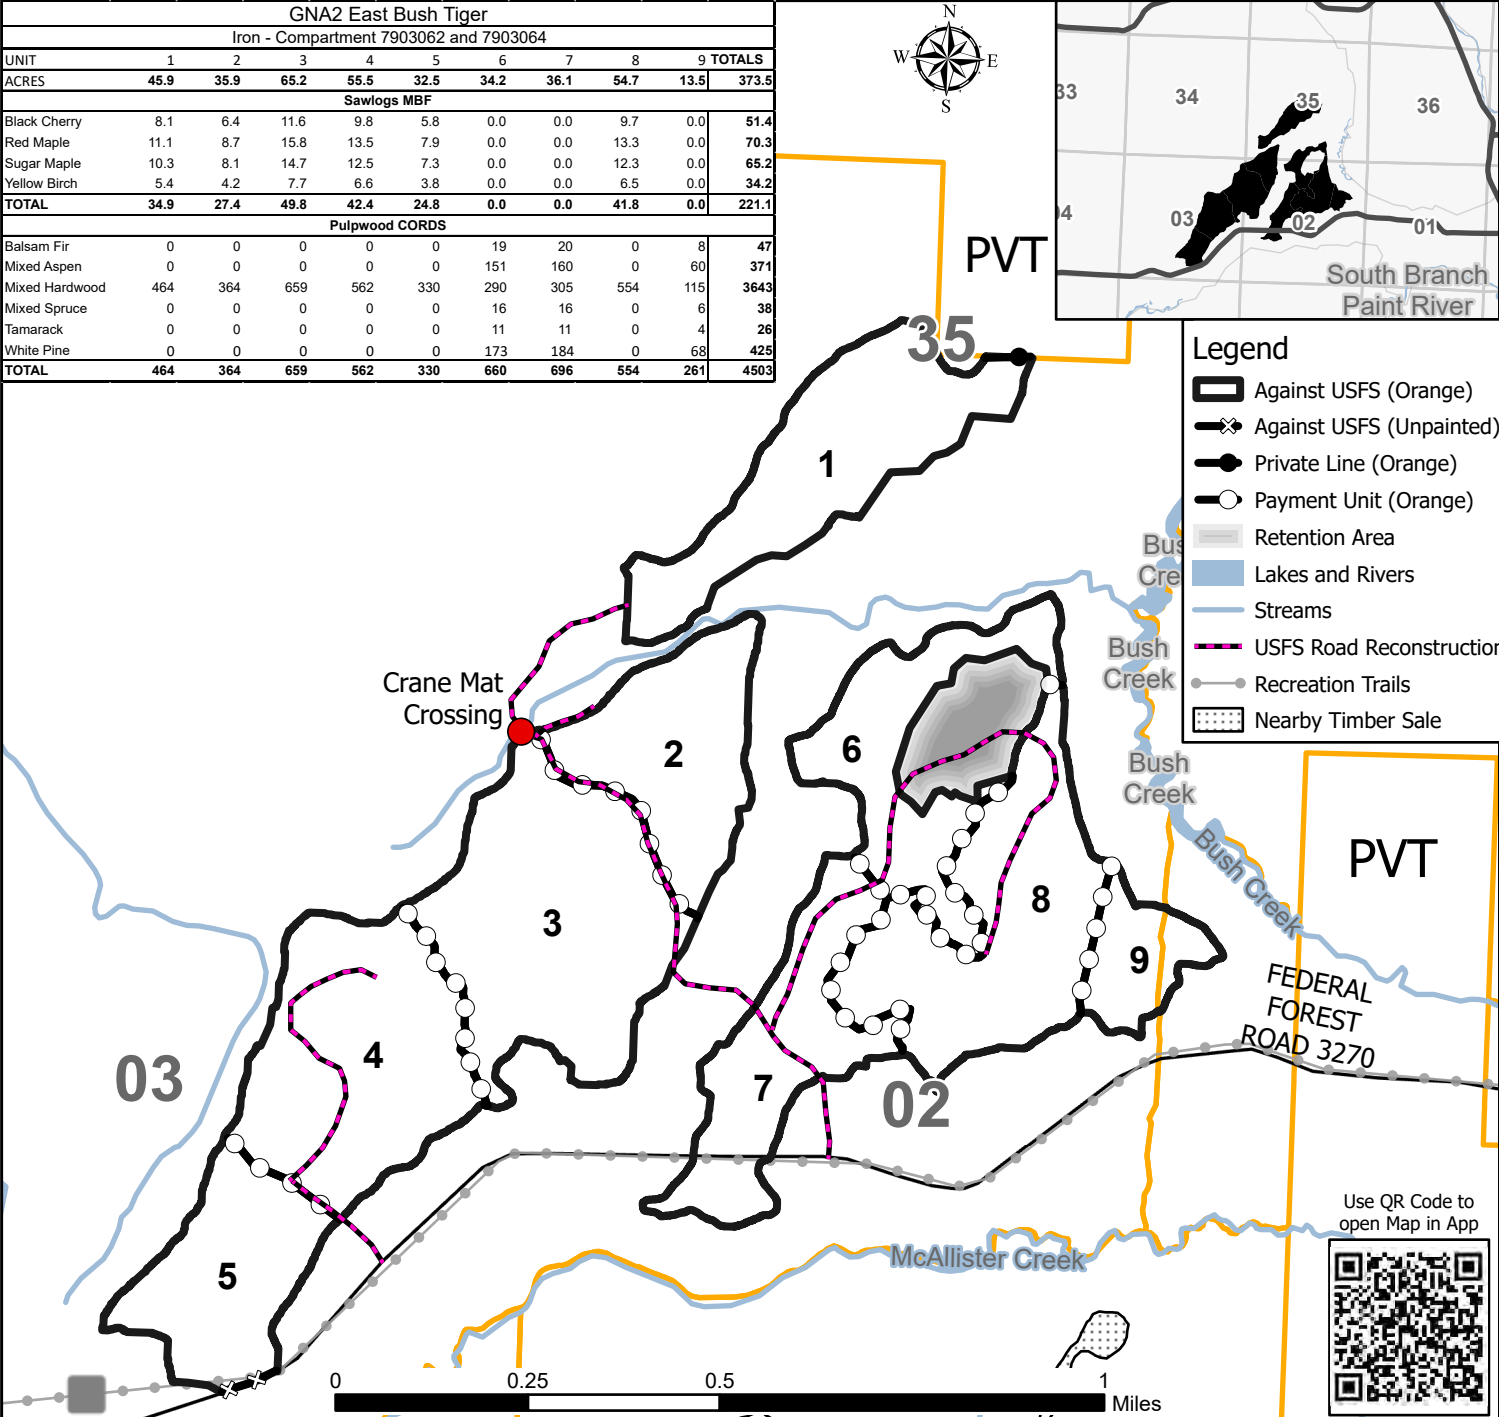 GNA2 East Bush Tiger
Iron - Compartment 7903062 and 7903064
UNIT 1 2 3 4 5 6 7 8 9 TOTALS
ACRES 45.9 35.9 65.2 55.5 32.5 34.2 36.1 54.7 13.5 373.5
Sawlogs MBF
Black Cherry 8.1 6.4 11.6 9.8 5.8 0.0 0.0 9.7 0.0 51.4
Red Maple 11.1 8.7 15.8 13.5 7.9 0.0 0.0 13.3 0.0 70.3
Sugar Maple 10.3 8.1 14.7 12.5 7.3 0.0 0.0 12.3 0.0 65.2
Yellow Birch 5.4 4.2 7.7 6.6 3.8 0.0 0.0 6.5 0.0 34.2
TOTAL 34.9 27.4 49.8 42.4 24.8 0.0 0.0 41.8 0.0 221.1
Pulpwood CORDS
Balsam Fir 0 0 0 0 0 19 20 0 8 47
Mixed Aspen 0 0 0 0 0 151 160 0 60 371
Mixed Hardwood 464 364 659 562 330 290 305 554 115 3643
Mixed Spruce 0 0 0 0 0 16 16 0 6 38
Tamarack 0 0 0 0 0 11 11 0 4 26
White Pine 0 0 0 0 0 173 184 0 68 425
TOTAL 464 364 659 562 330 660 696 554 261 4503
N
W E
S
33 34 35 36
04 03 02 01
South Branch
Paint River
PVT
35
Legend
Against USFS (Orange)
Against USFS (Unpainted)
Private Line (Orange)
Payment Unit (Orange)
Retention Area
Lakes and Rivers
Streams
USFS Road Reconstruction
Recreation Trails
Nearby Timber Sale
1
Bus
Cre
Bush
Creek
Crane Mat
Crossing
2
6
Bush
Creek
Bush Creek
PVT
3
8
9
FEDERAL
FOREST
ROAD 3270
4
03
7
02
5
McAllister Creek
Use QR Code to
open Map in App
0 0.25 0.5 1
Miles